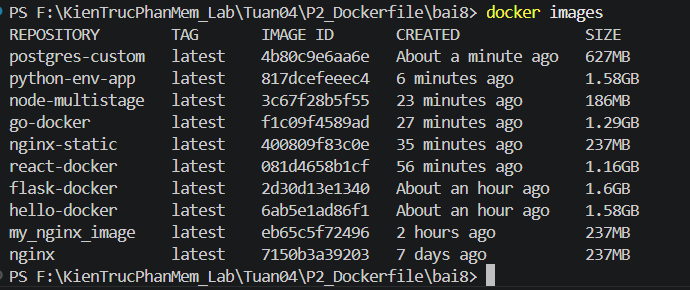 PS F:\KienTrucPhanMem_Lab\Tuan04\P2_Dockerfile\bai8> docker images
REPOSITORY TAG IMAGE ID CREATED SIZE
postgres-custom latest 4b80c9e6aa6e About a minute ago 627MB
python-env-app latest 817dcefeeec4 6 minutes ago 1.58GB
node-multistage latest 3c67f28b5f55 23 minutes ago 186MB
go-docker latest f1c09f4589ad 27 minutes ago 1.29GB
nginx-static latest 400809f83c0e 35 minutes ago 237MB
react-docker latest 081d4658b1cf 56 minutes ago 1.16GB
flask-docker latest 2d30d13e1340 About an hour ago 1.6GB
hello-docker latest 6ab5e1ad86f1 About an hour ago 1.58GB
my_nginx_image latest eb65c5f72496 2 hours ago 237MB
nginx latest 7150b3a39203 7 days ago 237MB
PS F:\KienTrucPhanMem_Lab\Tuan04\P2_Dockerfile\bai8>